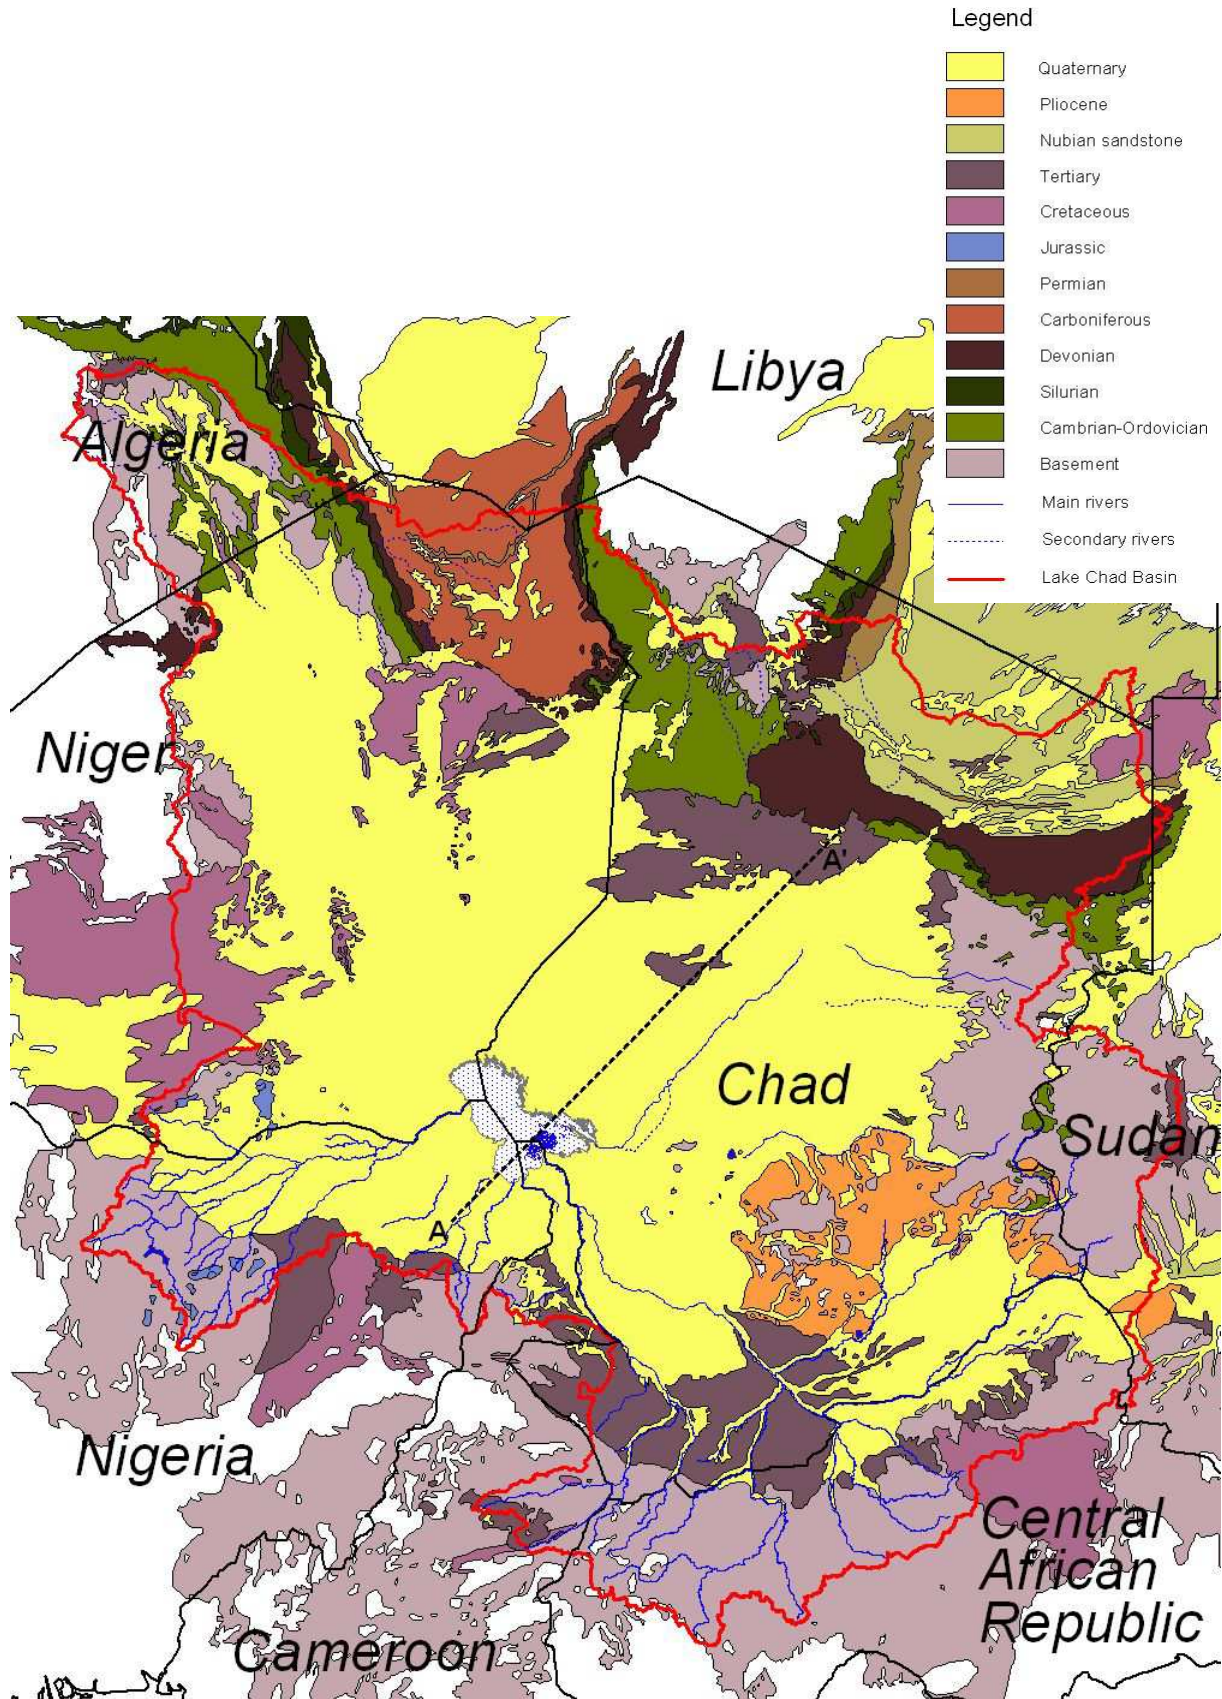 Legend
Quaternary
Pliocene
Nubian sandstone
Tertiary
Cretaceous
Jurassic
Permian
Carboniferous
Devonian
Silurian
Cambrian-Ordovician
Basement
Main rivers
Secondary rivers
Lake Chad Basin
Libya
Algeria
Niger
A'
Chad
Sudan
A
Nigeria
Central
African
Republic
Cameroon